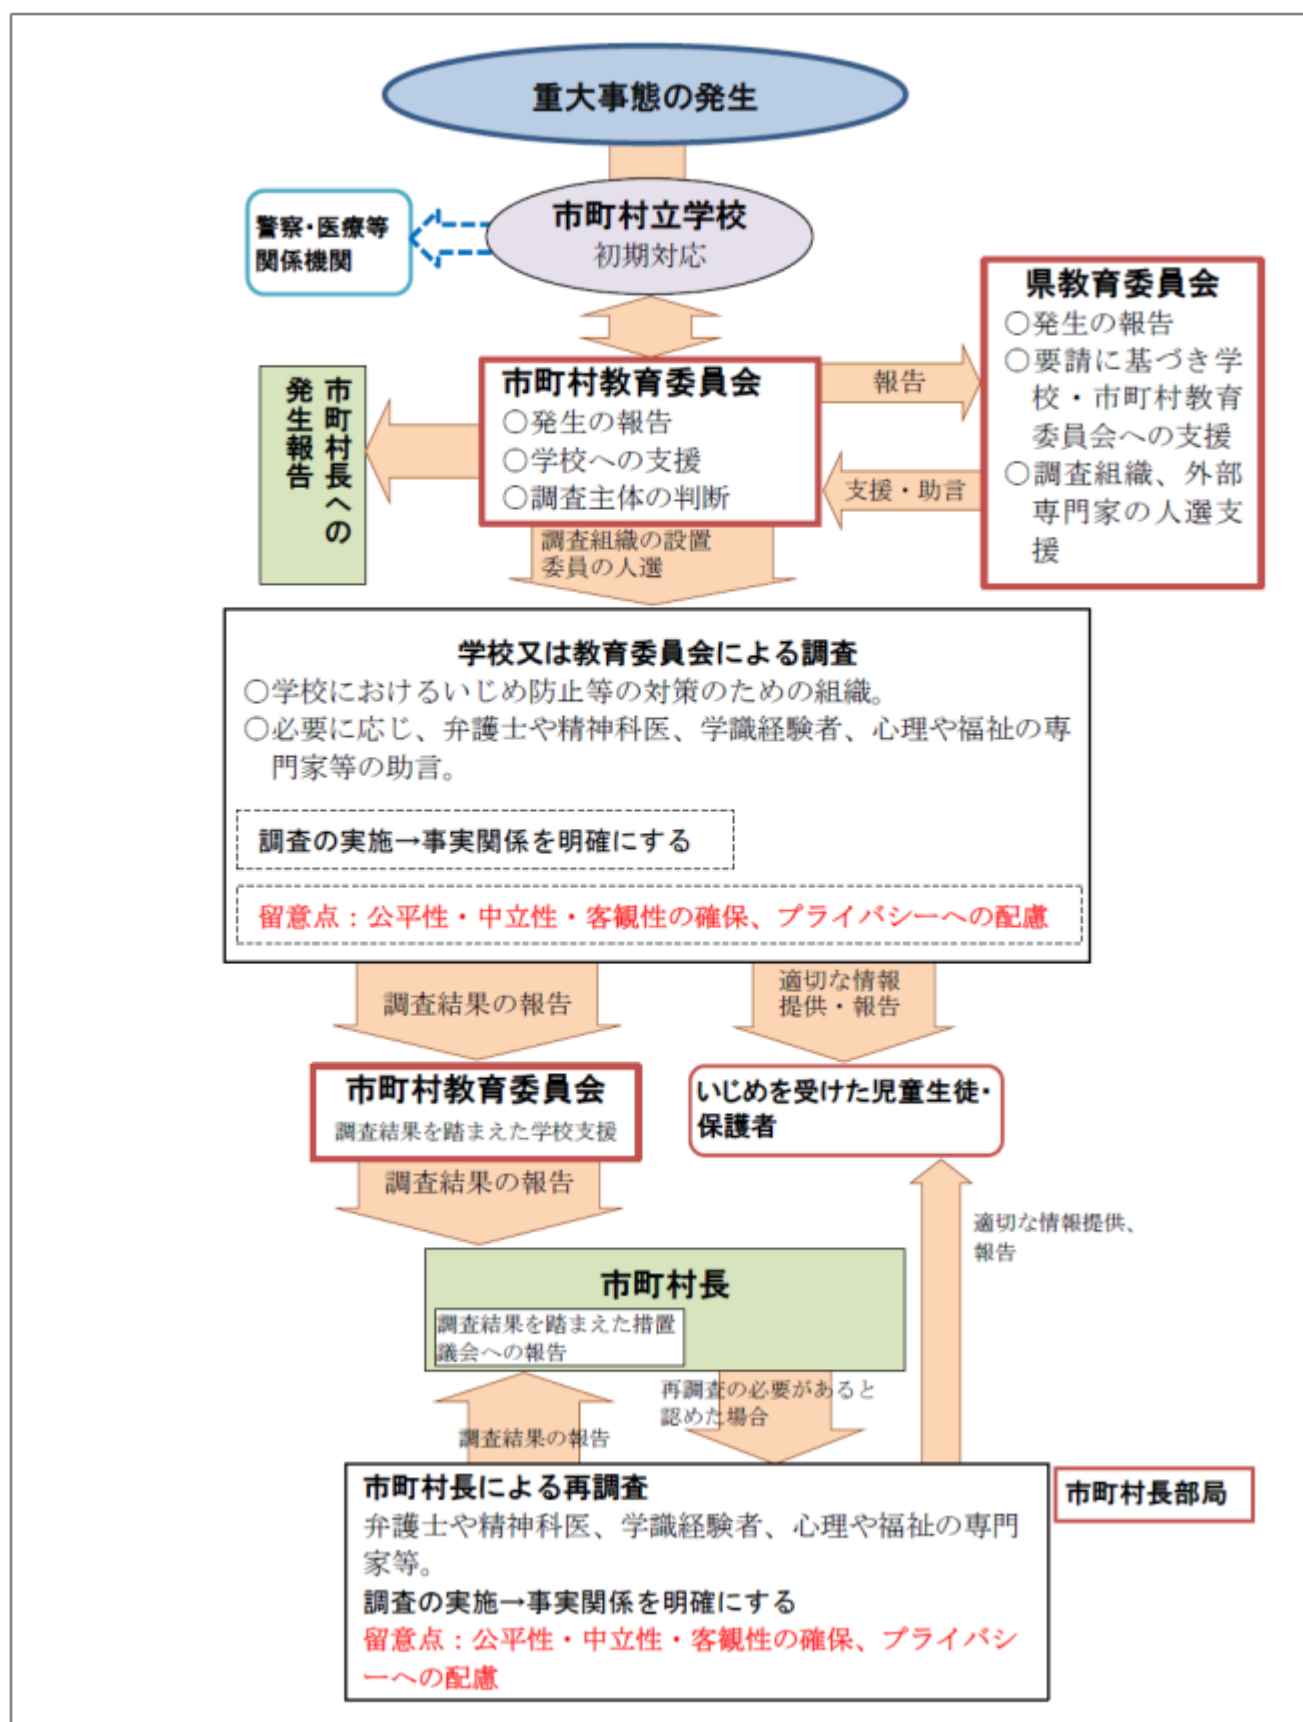 重大事態の発生
市町村立学校
初期対応
警察・医療等
関係機関
県教育委員会
○発生の報告
○要請に基づき学
校・市町村教育
委員会への支援
○調査組織、外部
専門家の人選支
援
市町村教育委員会
○発生の報告
○学校への支援
○調査主体の判断
報告
支援・助言
市町村長への
発生報告
調査組織の設置
委員の人選
学校又は教育委員会による調査
○学校におけるいじめ防止等の対策のための組織。
○必要に応じ、弁護士や精神科医、学識経験者、心理や福祉の専
門家等の助言。
調査の実施→事実関係を明確にする
留意点：公平性・中立性・客観性の確保、プライバシーへの配慮
調査結果の報告
適切な情報
提供・報告
市町村教育委員会
調査結果を踏まえた学校支援
いじめを受けた児童生徒・
保護者
調査結果の報告
適切な情報提供、
報告
市町村長
調査結果を踏まえた措置
議会への報告
再調査の必要があると
認めた場合
調査結果の報告
市町村長による再調査
弁護士や精神科医、学識経験者、心理や福祉の専門
家等。
調査の実施→事実関係を明確にする
留意点：公平性・中立性・客観性の確保、プライバシ
ーへの配慮
市町村長部局